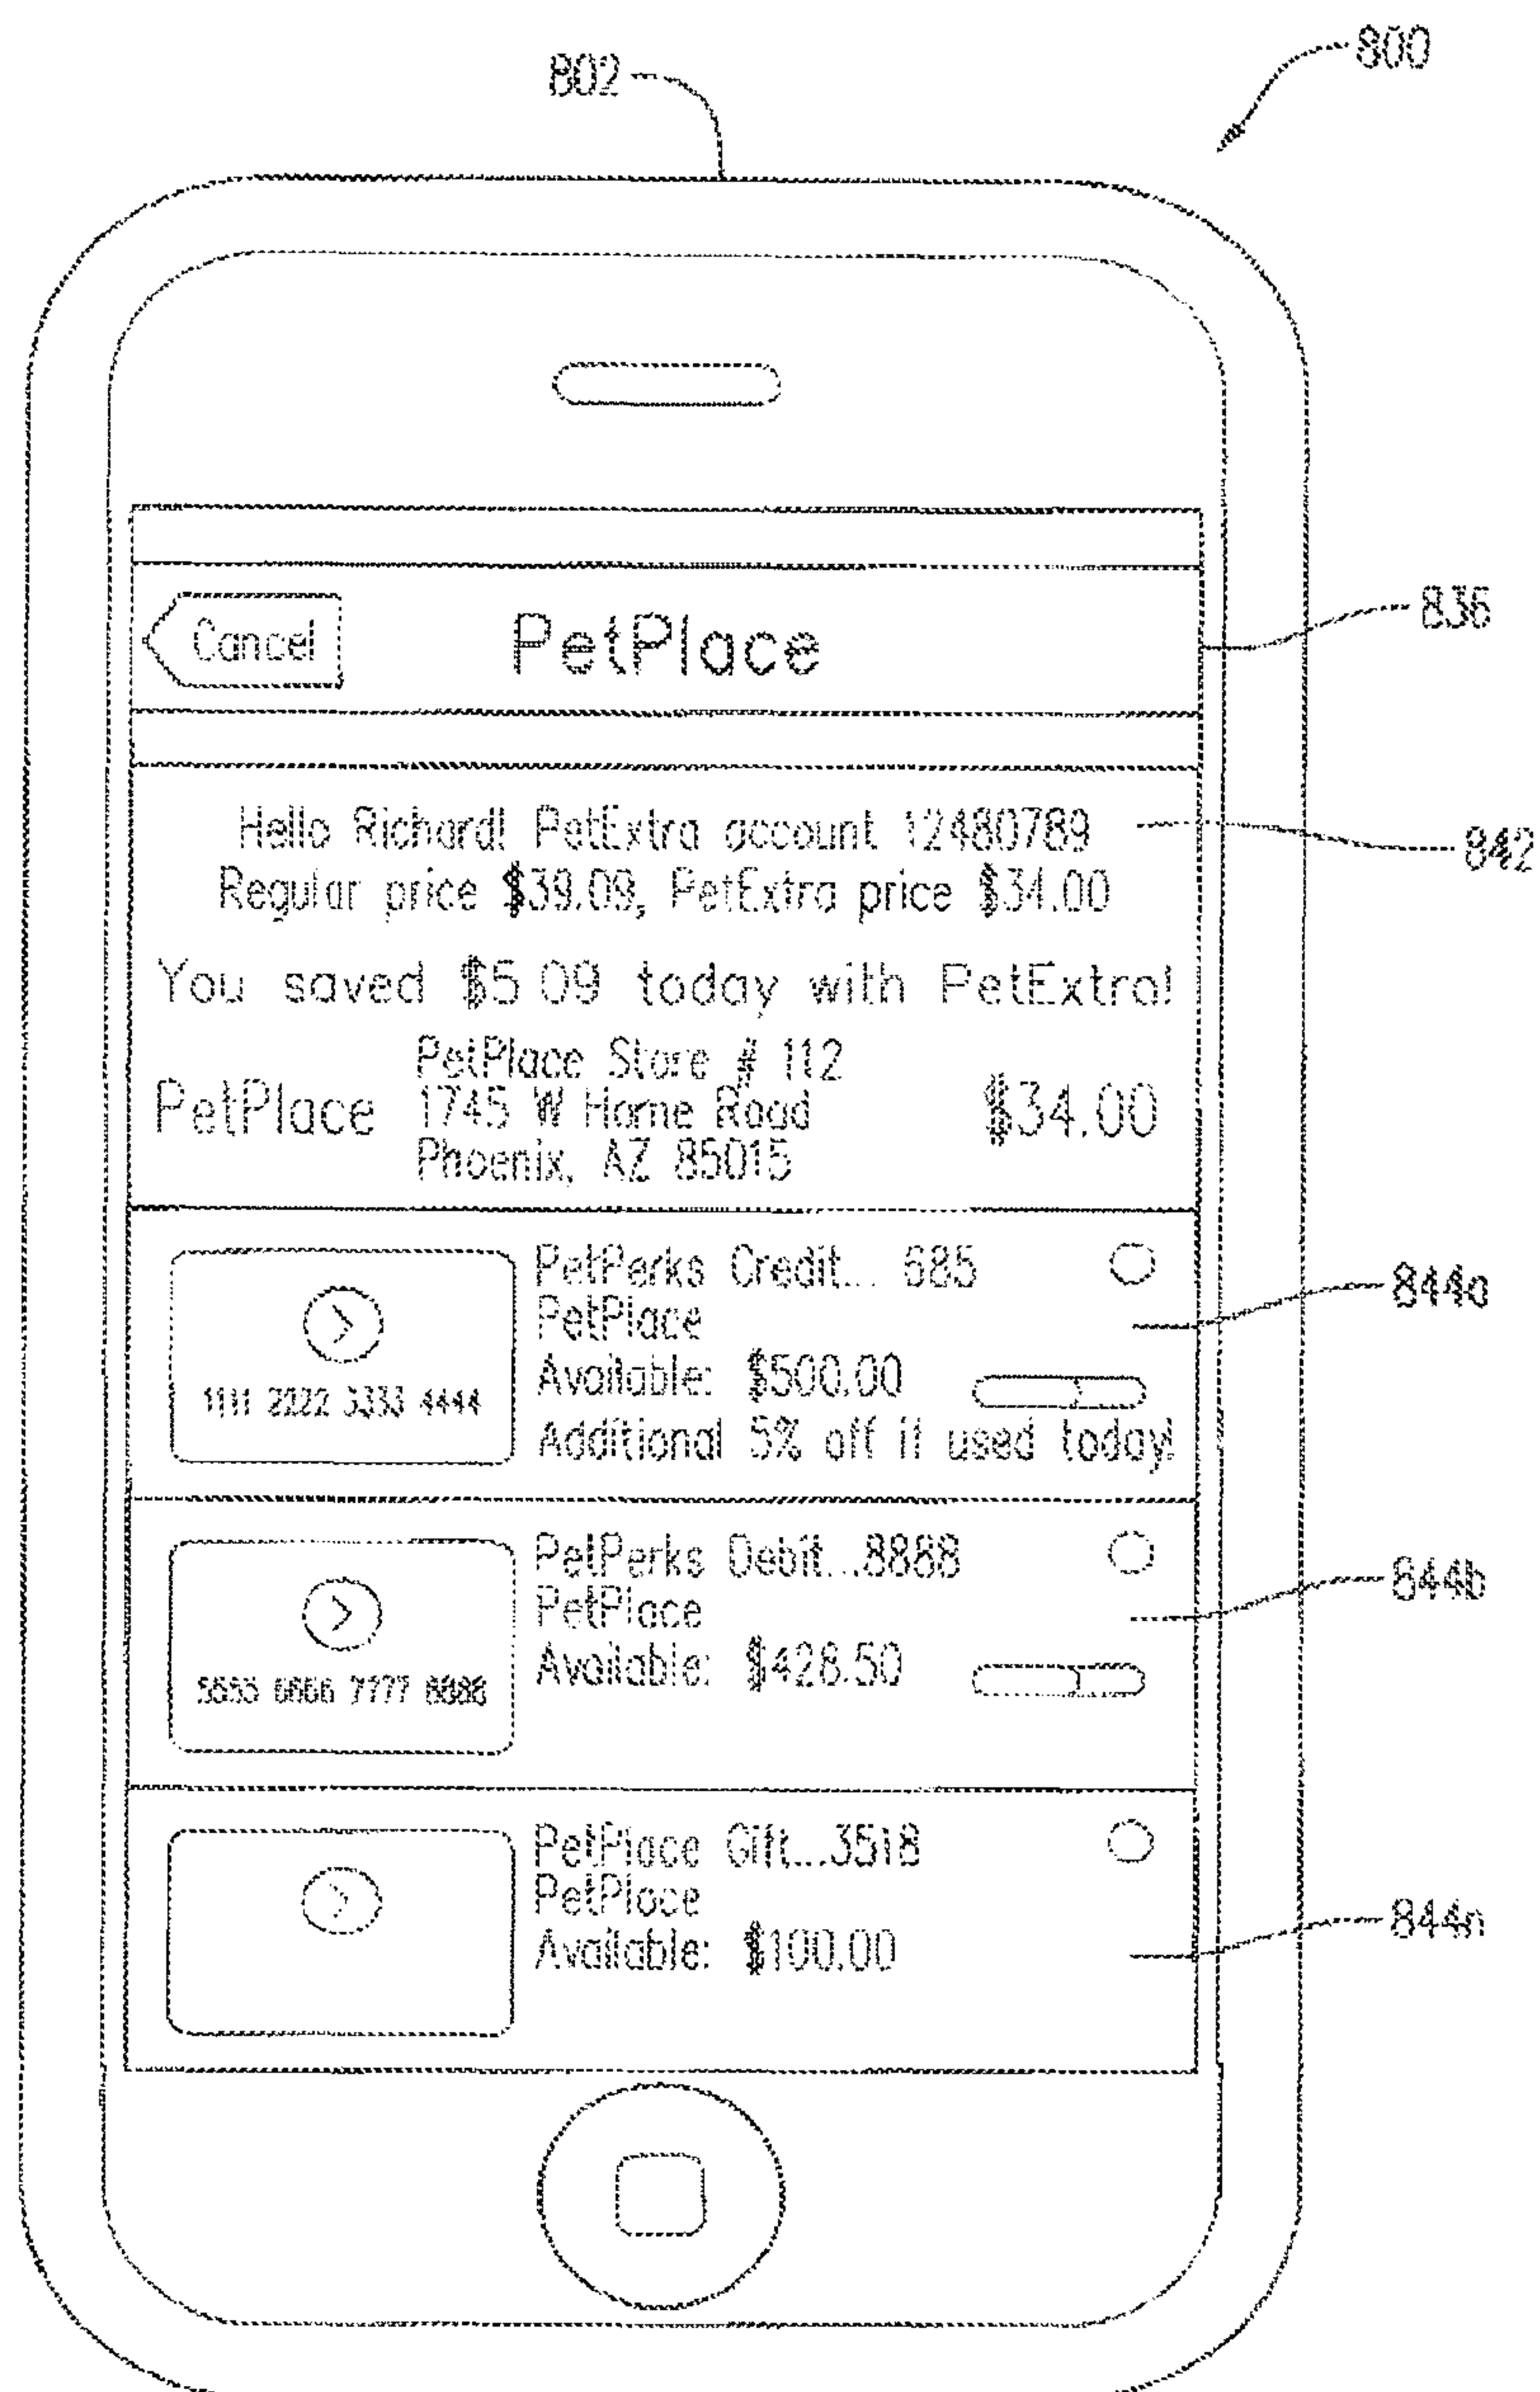 802
800
Cancel
PetPlace
836
Hello Richard! PetExtra account 12480789
842
Regular price $39.09, PetExtra price $34.00
You saved $5 09 today with PetExtra!
PetPlace Store # 112
PetPlace
1745 W Home Road
$34.00
Phoenix, AZ 85015
PetPerks Credit... 685
PetPlace
844a
1111 2222 3333 4444
Available: $500.00
Additional 5% off if used today!
PetPerks Debit...8888
PetPlace
844b
5555 6666 7777 8888
Available: $428.50
PetPlace Gift...3518
PetPlace
844n
Available: $100.00